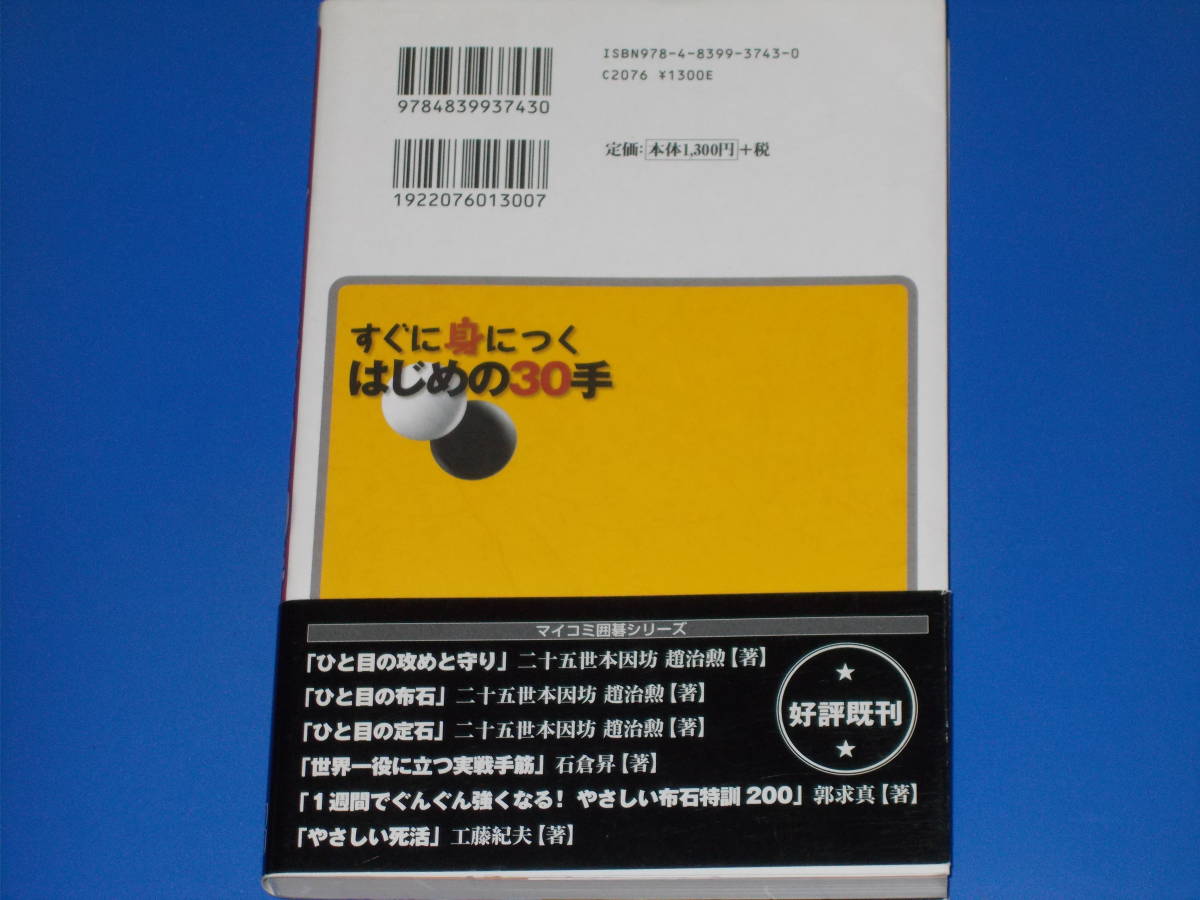 ISBN978-4-8399-3743-0
C2076 ¥1300E
9784839937430
定価：本体1,300円+税
1922076013007
すぐに身につく
はじめの30手
マイコミ囲碁シリーズ
「ひと目の攻めと守り」二十五世本因坊 趙治勲【著】
「ひと目の布石」二十五世本因坊 趙治勲【著】
「ひと目の定石」二十五世本因坊 趙治勲【著】
「世界一役に立つ実戦手筋」石倉昇【著】
「1週間でぐんぐん強くなる！ やさしい布石特訓200」郭求真【著】
「やさしい死活」工藤紀夫【著】
★
好評既刊
★